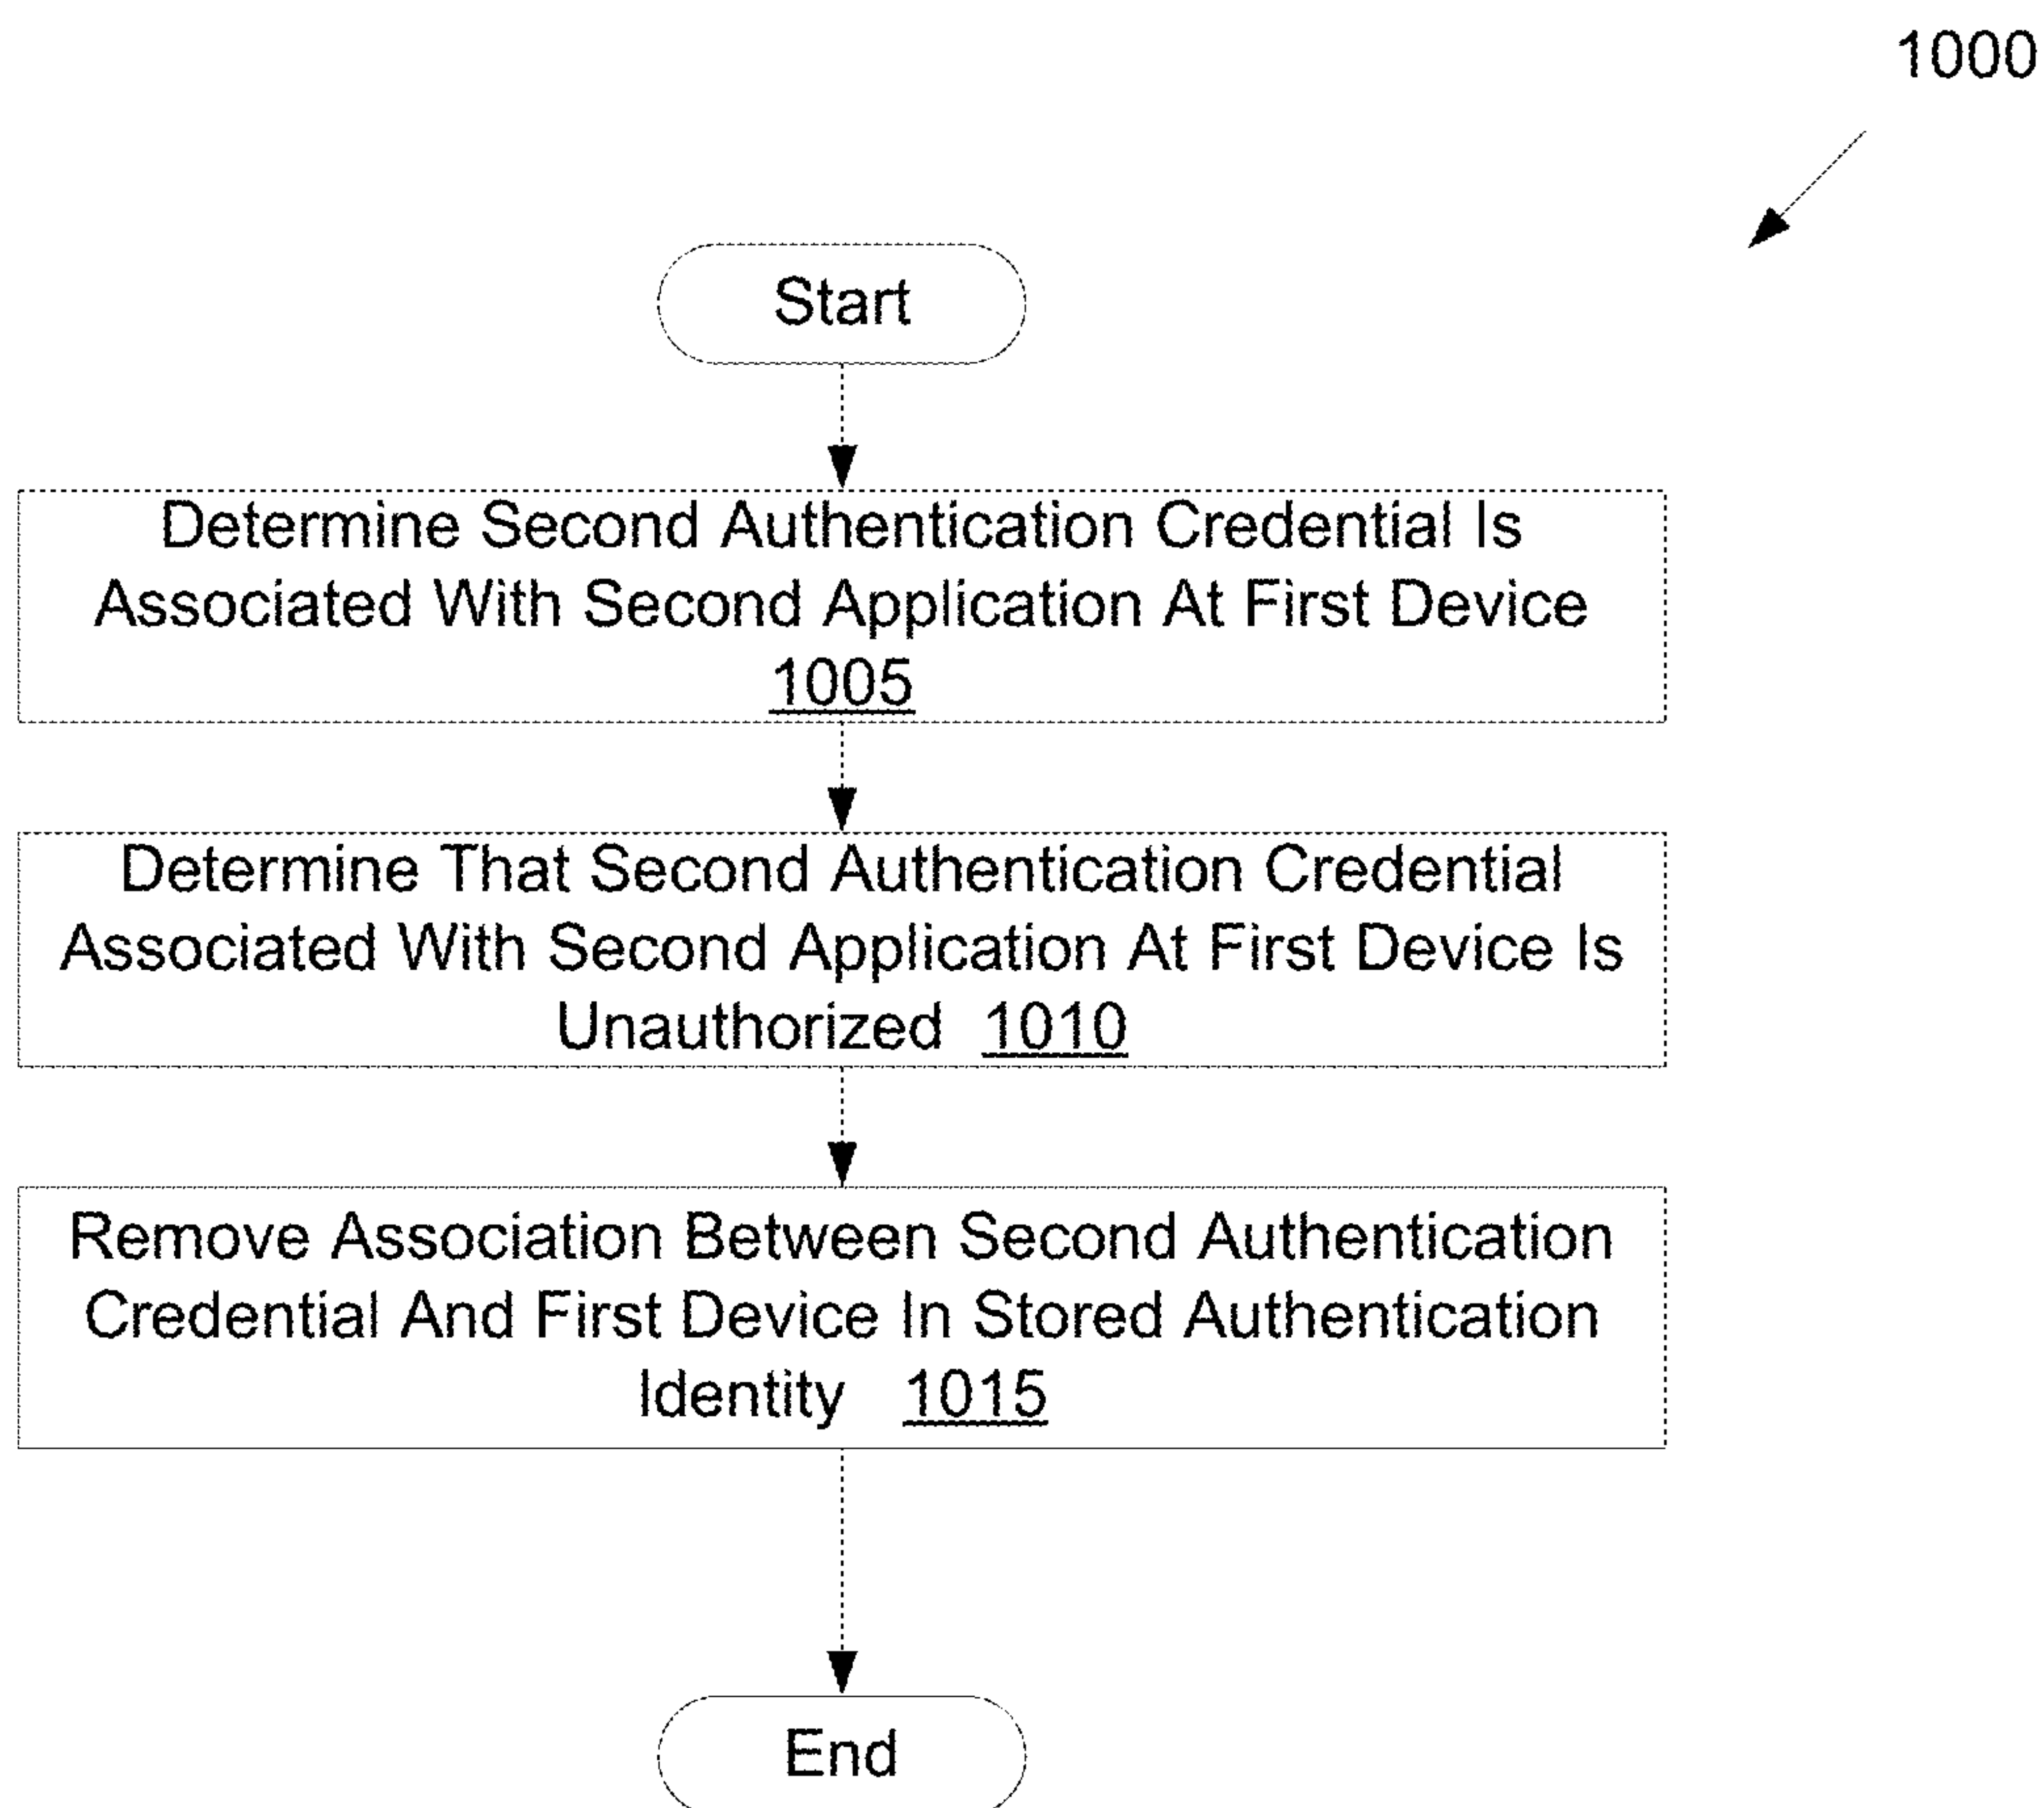 1000
Start
Determine Second Authentication Credential Is
Associated With Second Application At First Device
1005
Determine That Second Authentication Credential
Associated With Second Application At First Device Is
Unauthorized 1010
Remove Association Between Second Authentication
Credential And First Device In Stored Authentication
Identity 1015
End